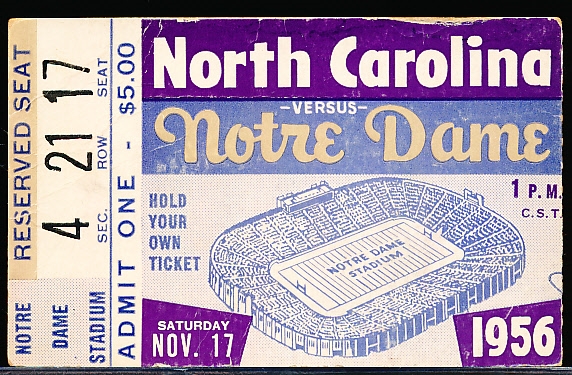 RESERVED SEAT
4 21 17
SEC. ROW SEAT
NOTRE
DAME
STADIUM
ADMIT ONE - $5.00
North Carolina
-VERSUS-
Notre Dame
1 P.M.
C.S.T.
HOLD
YOUR
OWN
TICKET
NOTRE DAME
STADIUM
SATURDAY
NOV. 17
1956